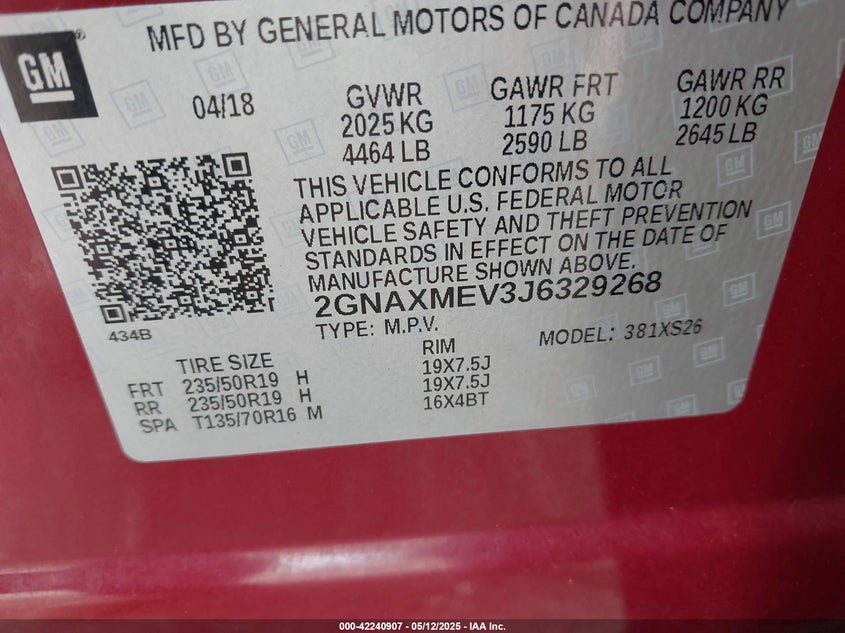 MFD BY GENERAL MOTORS OF CANADA COMPANY
GM ®
04/18
GVWR
2025 KG
4464 LB
GAWR FRT
1175 KG
2590 LB
GAWR RR
1200 KG
2645 LB
THIS VEHICLE CONFORMS TO ALL
APPLICABLE U.S. FEDERAL MOTOR
VEHICLE SAFETY AND THEFT PREVENTION
STANDARDS IN EFFECT ON THE DATE OF
MANUFACTURE SHOWN ABOVE.
2GNAXMEV3J6329268
434B
TYPE: M.P.V.
MODEL: 381XS26
TIRE SIZE RIM
FRT 235/50R19 H 19X7.5J
RR 235/50R19 H 19X7.5J
SPA T135/70R16 M 16X4BT
000-42240907 - 05/12/2025 - IAA Inc.